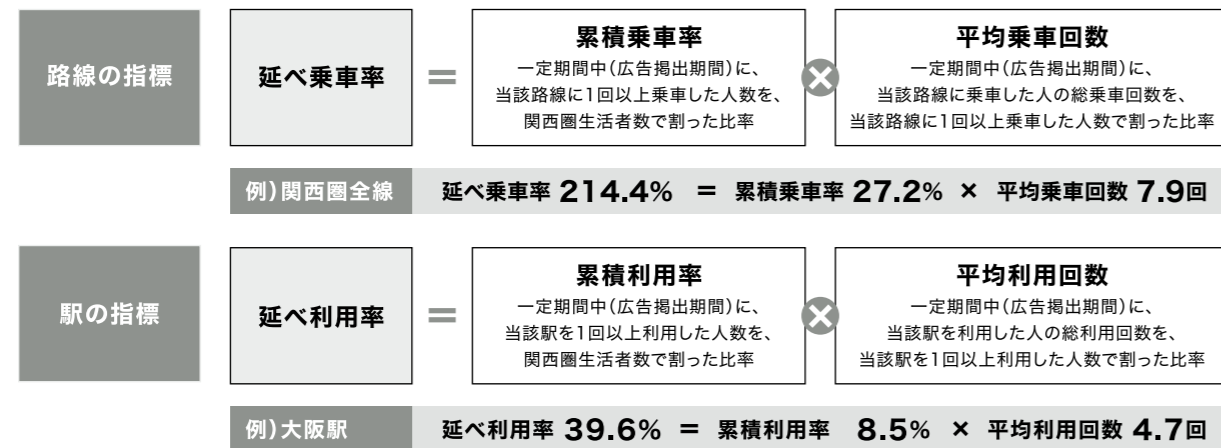 路線の指標
延べ乗車率
=
累積乗車率
一定期間中(広告掲出期間)に、
当該路線に1回以上乗車した人数を、
関西圏生活者数で割った比率
×
平均乗車回数
一定期間中(広告掲出期間)に、
当該路線に乗車した人の総乗車回数を、
当該路線に1回以上乗車した人数で割った比率
例)関西圏全線 延べ乗車率 214.4% = 累積乗車率 27.2% × 平均乗車回数 7.9回
駅の指標
延べ利用率
=
累積利用率
一定期間中(広告掲出期間)に、
当該駅を1回以上利用した人数を、
関西圏生活者数で割った比率
×
平均利用回数
一定期間中(広告掲出期間)に、
当該駅を利用した人の総利用回数を、
当該駅を1回以上利用した人数で割った比率
例)大阪駅 延べ利用率 39.6% = 累積利用率 8.5% × 平均利用回数 4.7回